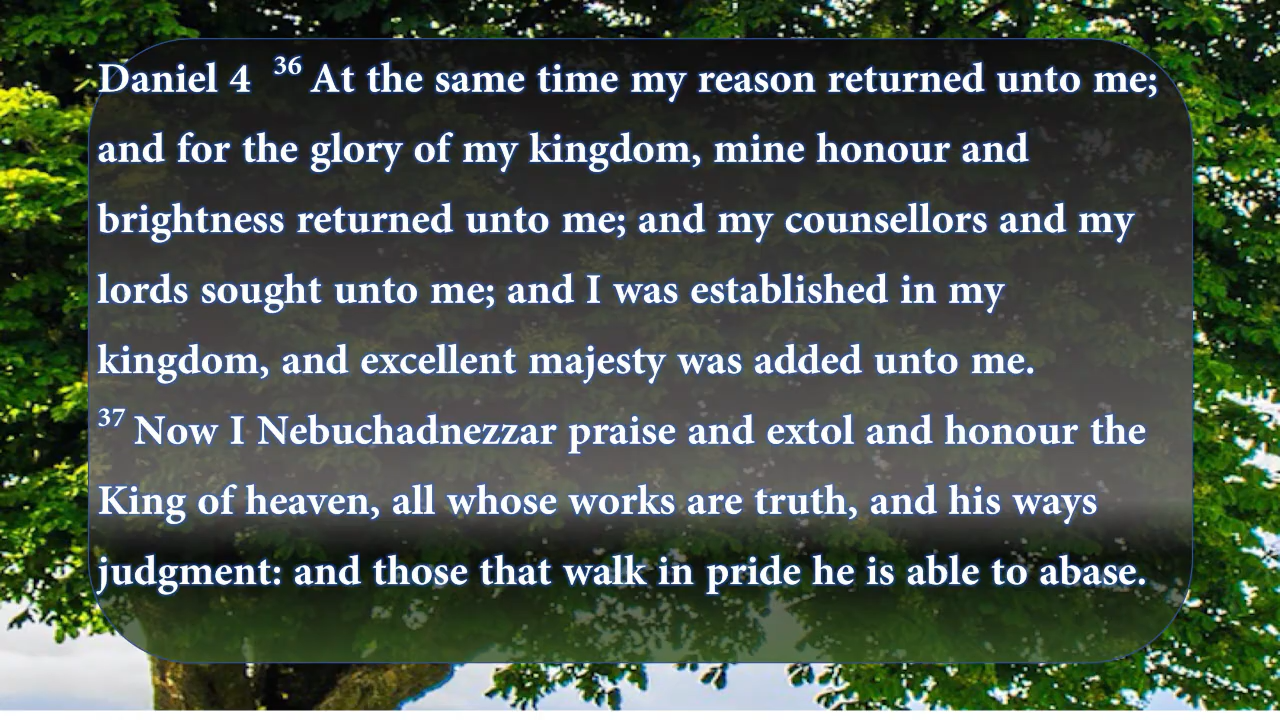 Daniel 4  36 At the same time my reason returned unto me;
and for the glory of my kingdom, mine honour and
brightness returned unto me; and my counsellors and my
lords sought unto me; and I was established in my
kingdom, and excellent majesty was added unto me.
37 Now I Nebuchadnezzar praise and extol and honour the
King of heaven, all whose works are truth, and his ways
judgment: and those that walk in pride he is able to abase.